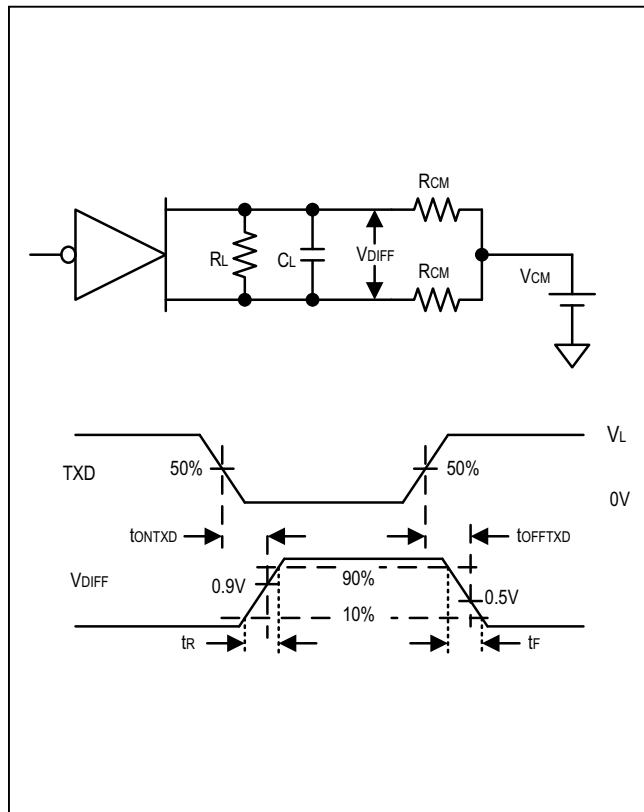 RCM
RL
CL
VDIFF
RCM
VCM
TXD
50%
50%
VL
0V
tONTXD
tOFFTXD
VDIFF
0.9V
90%
0.5V
10%
tR
tF